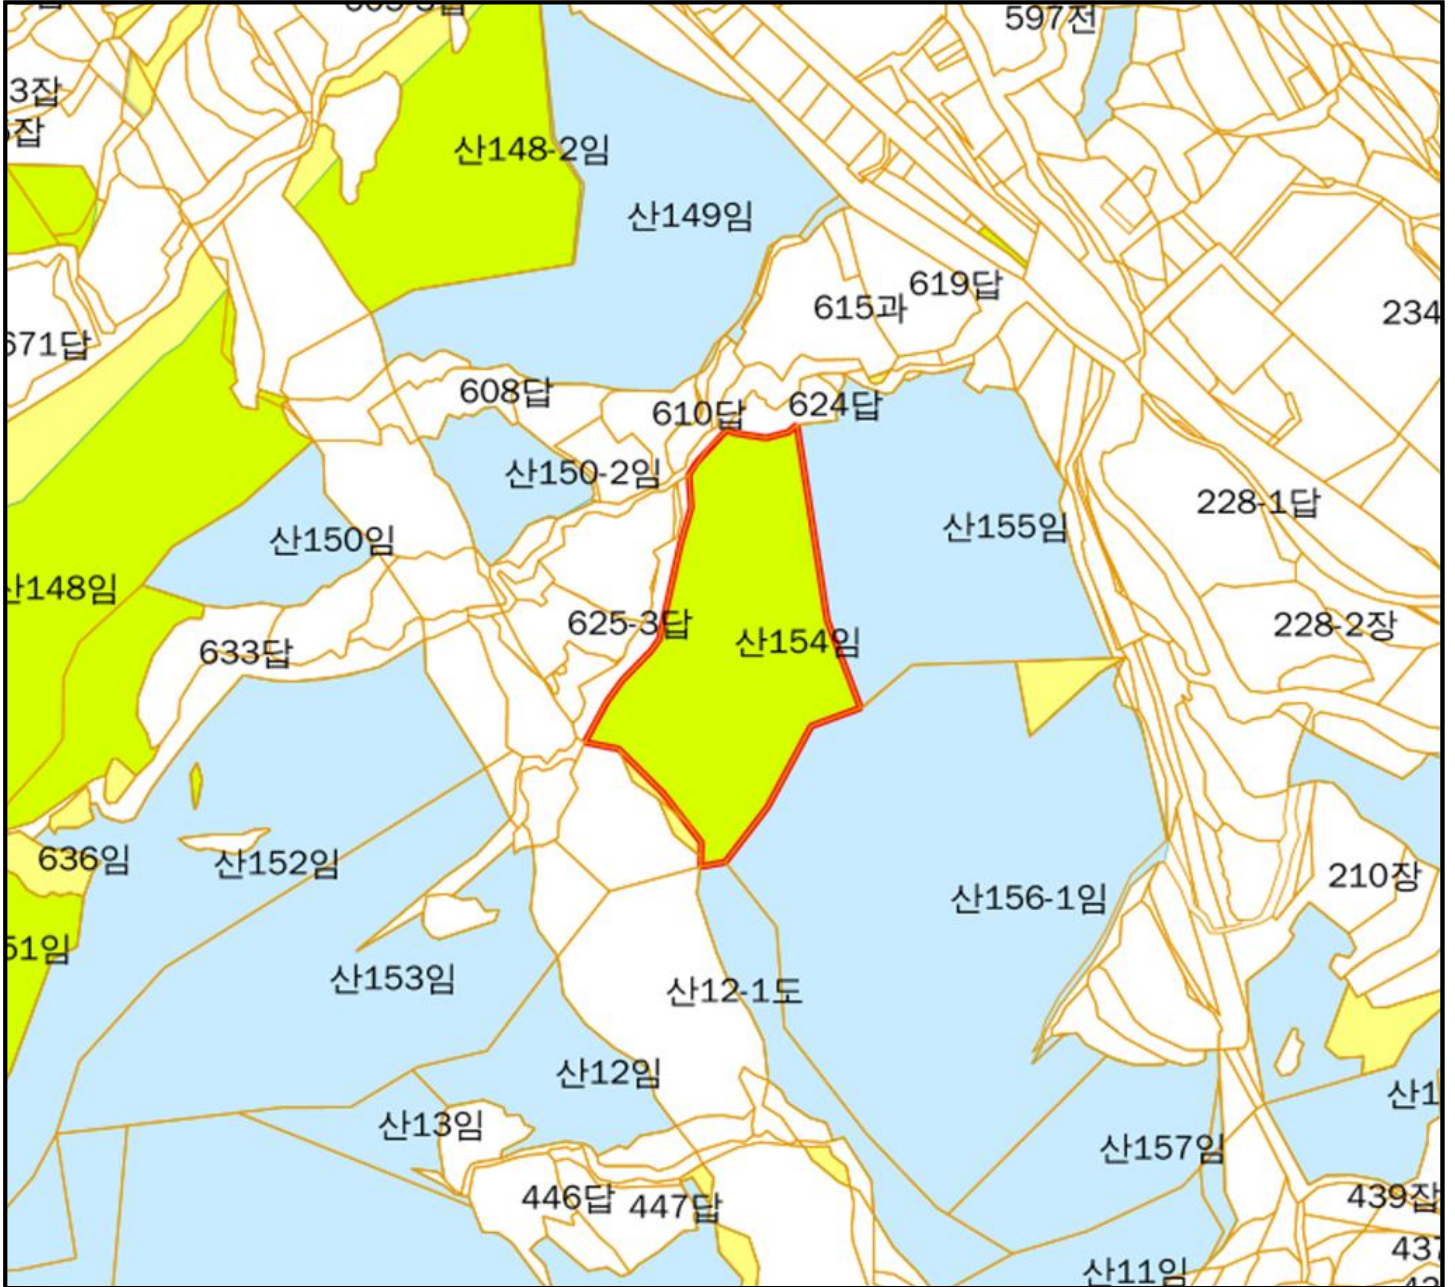 597전
3잡
산148-2임
산149임
619답
615과
234
671답
608답
624답
610답
산150-2임
228-1답
산155임
산150임
산148임
625-3답
228-2장
산154임
633답
636임
산152임
210장
산156-1임
51임
산153임
산12-1도
산12임
산1
산13임
산157임
446답
447답
439잡
437
산11임